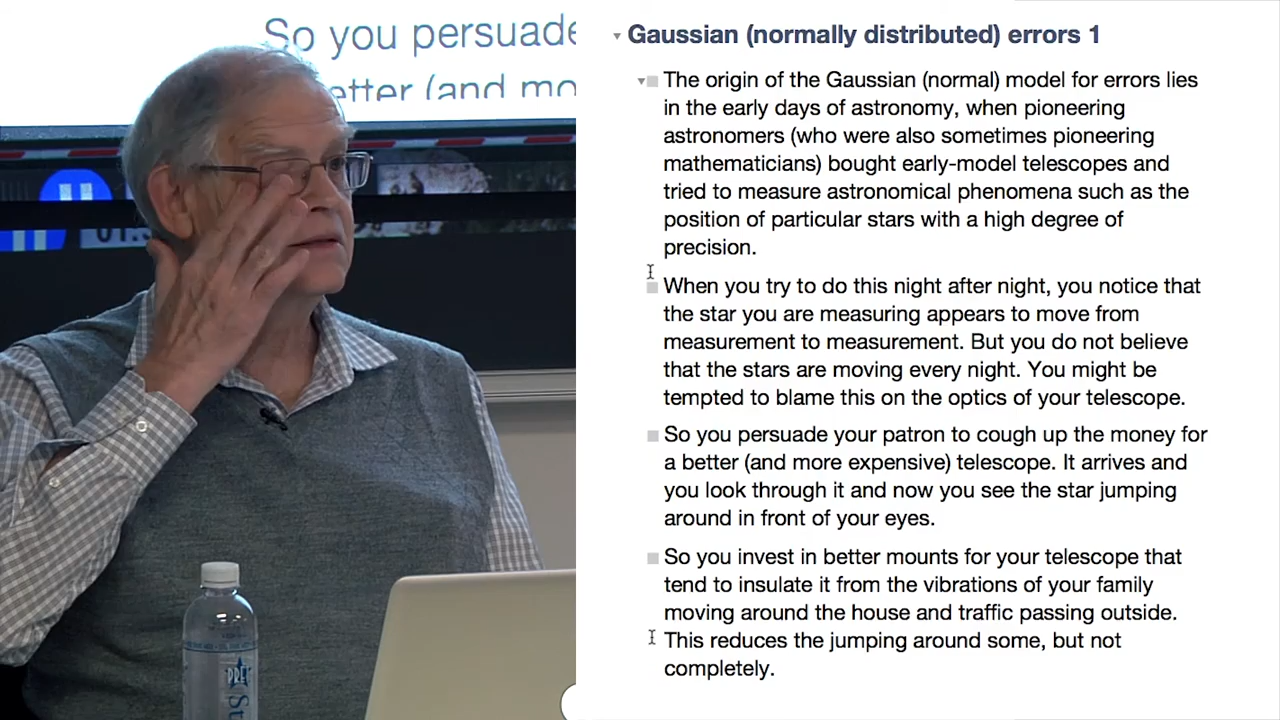 So you persuade
etter (and mo
Gaussian (normally distributed) errors 1
The origin of the Gaussian (normal) model for errors lies
in the early days of astronomy, when pioneering
astronomers (who were also sometimes pioneering
mathematicians) bought early-model telescopes and
tried to measure astronomical phenomena such as the
position of particular stars with a high degree of
precision.
When you try to do this night after night, you notice that
the star you are measuring appears to move from
measurement to measurement. But you do not believe
that the stars are moving every night. You might be
tempted to blame this on the optics of your telescope.
So you persuade your patron to cough up the money for
a better (and more expensive) telescope. It arrives and
you look through it and now you see the star jumping
around in front of your eyes.
So you invest in better mounts for your telescope that
tend to insulate it from the vibrations of your family
moving around the house and traffic passing outside.
This reduces the jumping around some, but not
completely.
PRET
St